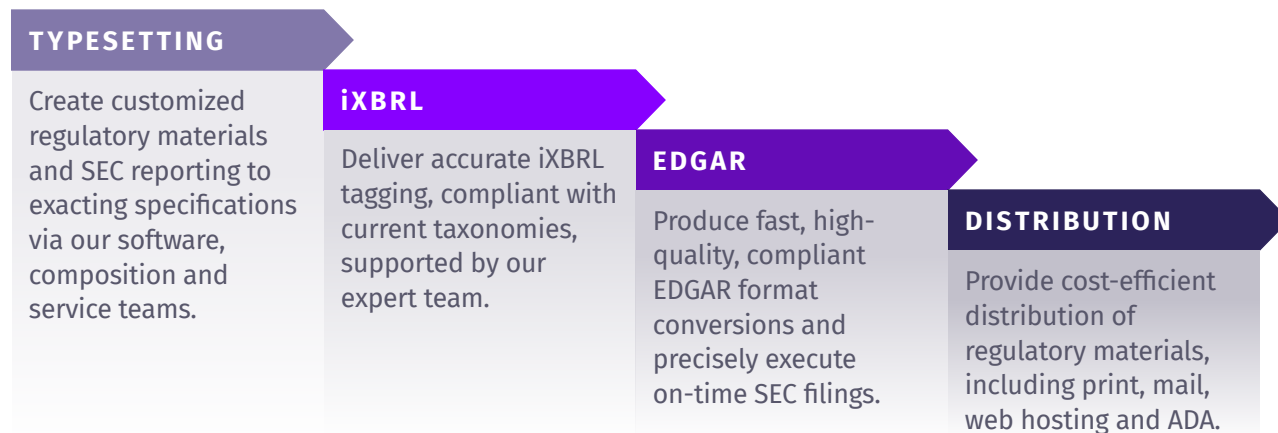 TYPESETTING
Create customized
regulatory materials
and SEC reporting to
exacting specifications
via our software,
composition and
service teams.
iXBRL
Deliver accurate iXBRL
tagging, compliant with
current taxonomies,
supported by our
expert team.
EDGAR
Produce fast, high-
quality, compliant
EDGAR format
conversions and
precisely execute
on-time SEC filings.
DISTRIBUTION
Provide cost-efficient
distribution of
regulatory materials,
including print, mail,
web hosting and ADA.